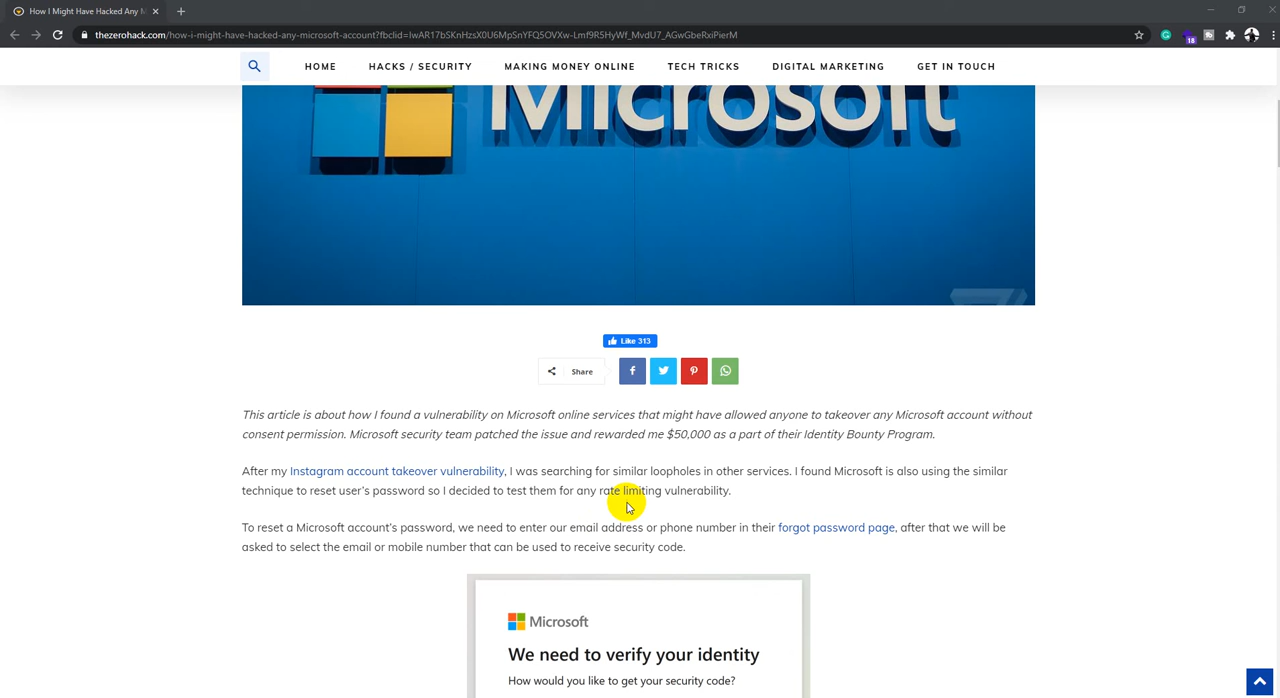 How I Might Have Hacked Any M
thezerohack.com/how-i-might-have-hacked-any-microsoft-account?fbclid=IwAR17bSKnHzsX0U6MpSnYFQ5OVXw-Lmf9R5HyWf_MvdU7_AGwGbeRxiPierM
18
HOME HACKS / SECURITY MAKING MONEY ONLINE TECH TRICKS DIGITAL MARKETING GET IN TOUCH
Microsoft
Like 313
Share
This article is about how I found a vulnerability on Microsoft online services that might have allowed anyone to takeover any Microsoft account without
consent permission. Microsoft security team patched the issue and rewarded me $50,000 as a part of their Identity Bounty Program.
After my Instagram account takeover vulnerability, I was searching for similar loopholes in other services. I found Microsoft is also using the similar
technique to reset user's password so I decided to test them for any rate limiting vulnerability.
To reset a Microsoft account's password, we need to enter our email address or phone number in their forgot password page, after that we will be
asked to select the email or mobile number that can be used to receive security code.
Microsoft
We need to verify your identity
How would you like to get your security code?